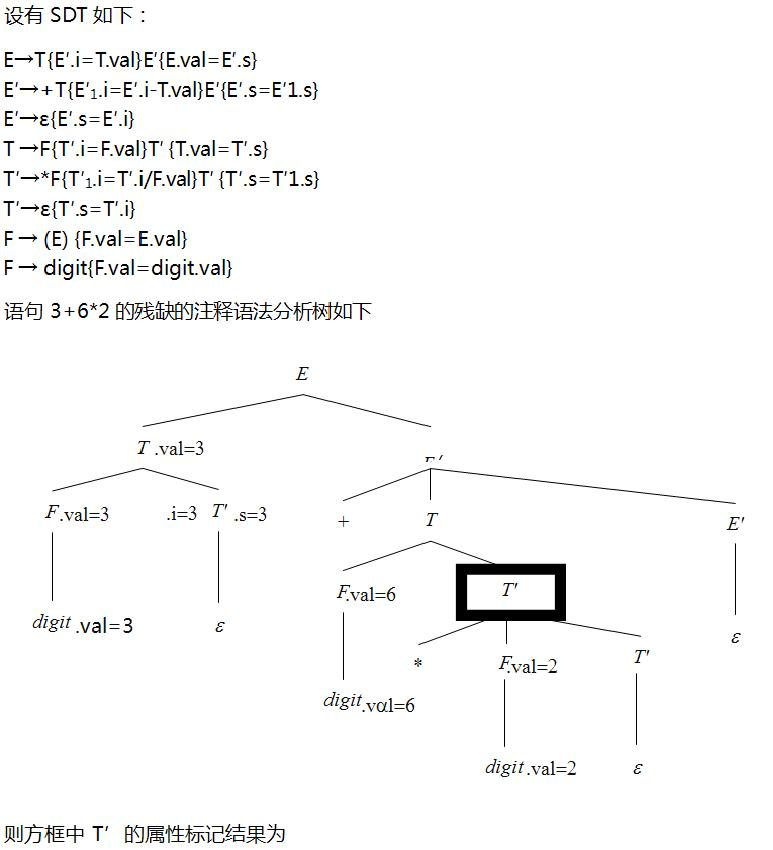 设有 SDT 如下：
E→T{E′.i=T.val}E′{E.val=E′.s}
E′→+T{E′₁.i=E′.i-T.val}E′{E′.s=E′1.s}
E′→ε{E′.s=E′.i}
T →F{T′.i=F.val}T′ {T.val=T′.s}
T′→*F{T′₁.i=T′.i/F.val}T′ {T′.s=T′1.s}
T′→ε{T′.s=T′.i}
F → (E) {F.val=E.val}
F → digit{F.val=digit.val}
语句 3+6*2 的残缺的注释语法分析树如下
E
T .val=3 E′
F.val=3 .i=3 T′ .s=3 + T E′
F.val=6 T′
digit .val=3 ε ε
* F.val=2 T′
digit.vαl=6
digit .val=2 ε
则方框中 T′ 的属性标记结果为